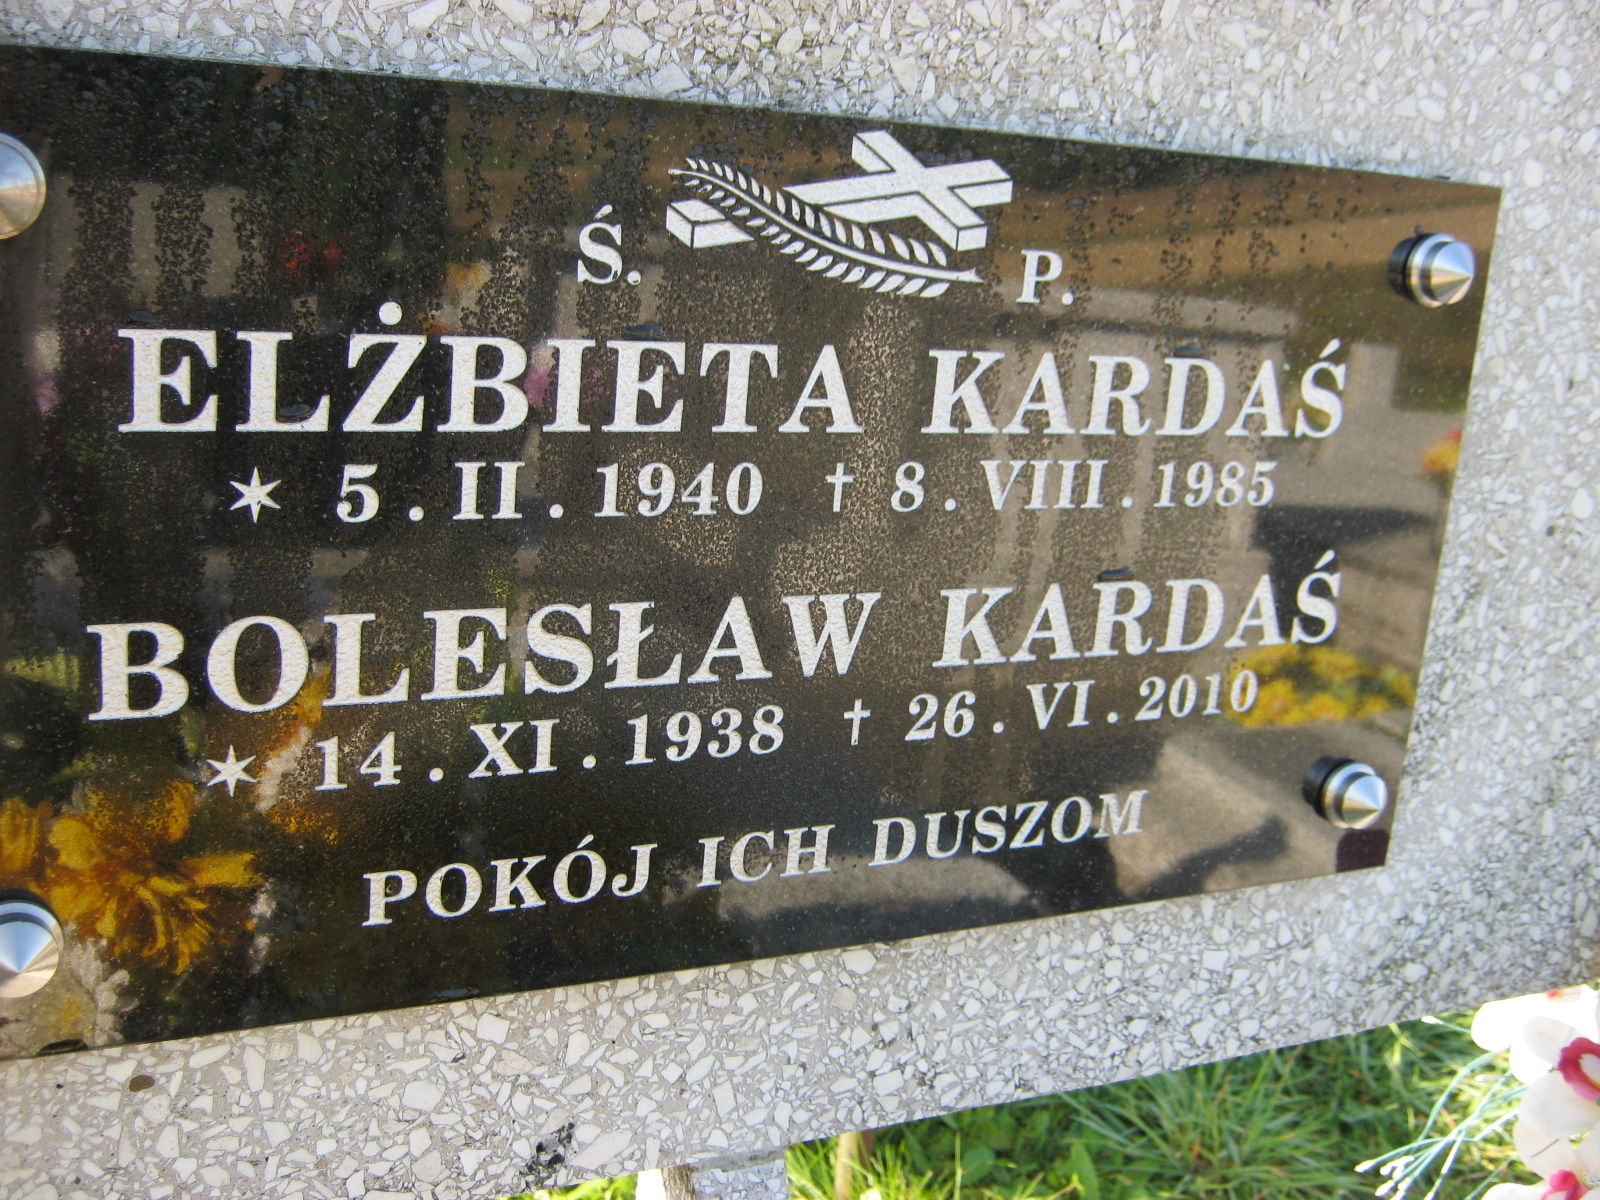 Ś. P.
ELŻBIETA KARDAŚ
✶ 5. II. 1940 † 8. VIII. 1985
BOLESŁAW KARDAŚ
✶ 14. XI. 1938 † 26. VI. 2010
POKÓJ ICH DUSZOM